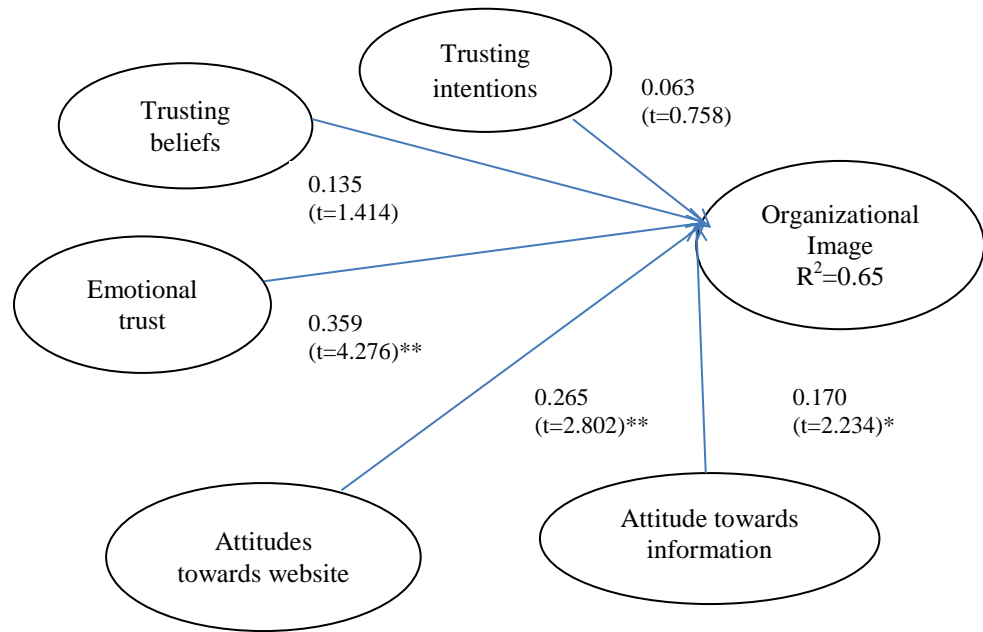 Trusting
intentions
0.063
(t=0.758)
Trusting
beliefs
0.135
(t=1.414)
Organizational
Image
R²=0.65
Emotional
trust
0.359
(t=4.276)**
0.265
(t=2.802)**
0.170
(t=2.234)*
Attitudes
towards website
Attitude towards
information